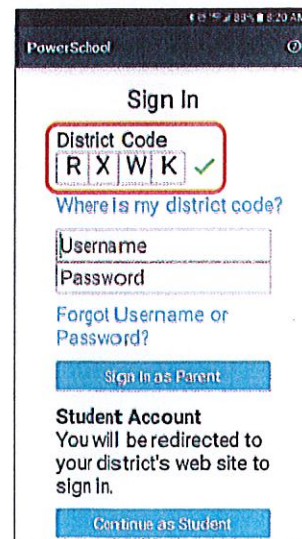 89% 8:20 AM
PowerSchool
Sign In
District Code
R X W K
Where is my district code?
Username
Password
Forgot Username or
Password?
Sign In as Parent
Student Account
You will be redirected to
your district's web site to
sign in.
Continue as Student